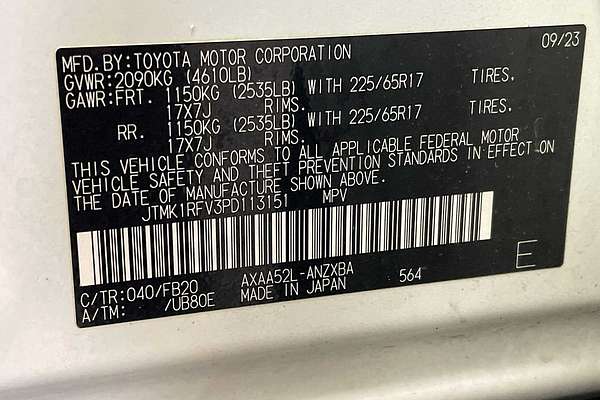 09/23
MFD.BY:TOYOTA MOTOR CORPORATION
GVWR:2090KG (4610LB)
GAWR:FRT. 1150KG (2535LB) WITH 225/65R17 TIRES,
17X7J RIMS.
RR. 1150KG (2535LB) WITH 225/65R17 TIRES,
17X7J RIMS.
THIS VEHICLE CONFORMS TO ALL APPLICABLE FEDERAL MOTOR
VEHICLE SAFETY AND THEFT PREVENTION STANDARDS IN EFFECT ON
THE DATE OF MANUFACTURE SHOWN ABOVE.
JTMK1RFV3PD113151 MPV
C/TR:040/FB20 AXAA52L-ANZXBA 564 E
A/TM: /UB80E MADE IN JAPAN